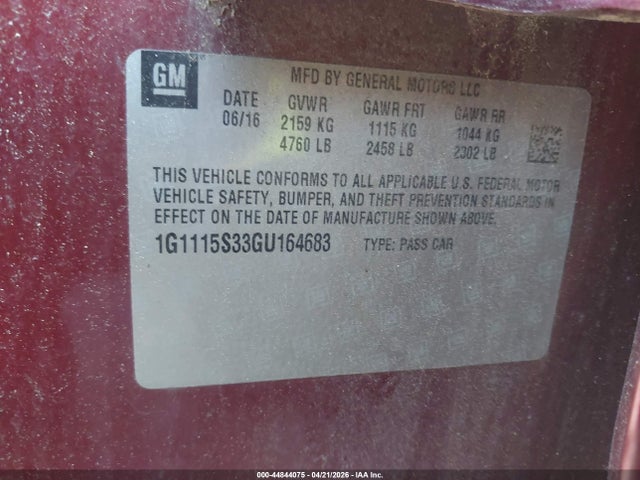 GM
MFD BY GENERAL MOTORS LLC
DATE GVWR GAWR FRT GAWR RR
06/16 2159 KG 1115 KG 1044 KG
4760 LB 2458 LB 2302 LB
THIS VEHICLE CONFORMS TO ALL APPLICABLE U.S. FEDERAL MOTOR
VEHICLE SAFETY, BUMPER, AND THEFT PREVENTION STANDARDS IN
EFFECT ON THE DATE OF MANUFACTURE SHOWN ABOVE.
1G1115S33GU164683 TYPE: PASS CAR
000-44844075 - 04/21/2026 - IAA Inc.